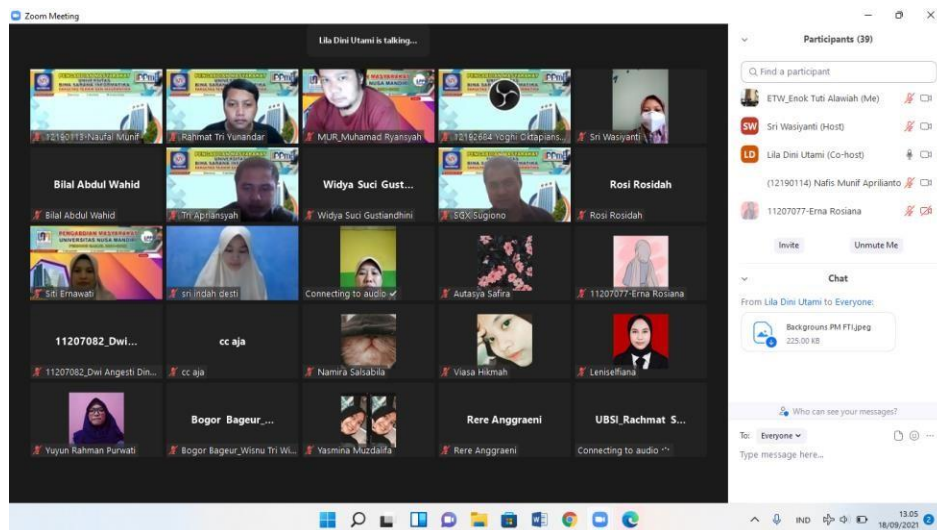 Zoom Meeting
Lila Dini Utami is talking...
Participants (39)
Find a participant
ETW_Enok Tuti Alawiah (Me)
SW Sri Wasiyanti (Host)
LD Lila Dini Utami (Co-host)
(12190114) Nafis Munif Aprilianto
11207077-Erna Rosiana
Invite
Unmute Me
12190113-Naufal Munif
Rahmat Tri Yunandar
MUR_Muhamad Ryansyah
12192684 Yoghi Oktapians...
Sri Wasiyanti
Bilal Abdul Wahid
Bilal Abdul Wahid
Tri Apriansyah
Widya Suci Gust...
Widya Suci Gustiandhini
SGX Sugiono
Rosi Rosidah
Rosi Rosidah
PENGABDIAN MASYARAKAT
UNIVERSITAS NUSA MANDIRI
Siti Ernawati
sri indah desti
Connecting to audio
Autasya Safira
11207077-Erna Rosiana
11207082_Dwi...
11207082_Dwi Angesti Din...
cc aja
cc aja
Namira Salsabila
Viasa Hikmah
Leniselfiana
Yuyun Rahman Purwati
Bogor Bageur_...
Bogor Bageur_Wisnu Tri Wi...
Yasmina Muzdalifa
Rere Anggraeni
Rere Anggraeni
UBSI_Rachmat S...
Connecting to audio
Chat
From Lila Dini Utami to Everyone:
Backgrouns PM FTI.jpeg
225.00 KB
Who can see your messages?
To: Everyone
Type message here...
IND
13.05
18/09/2021